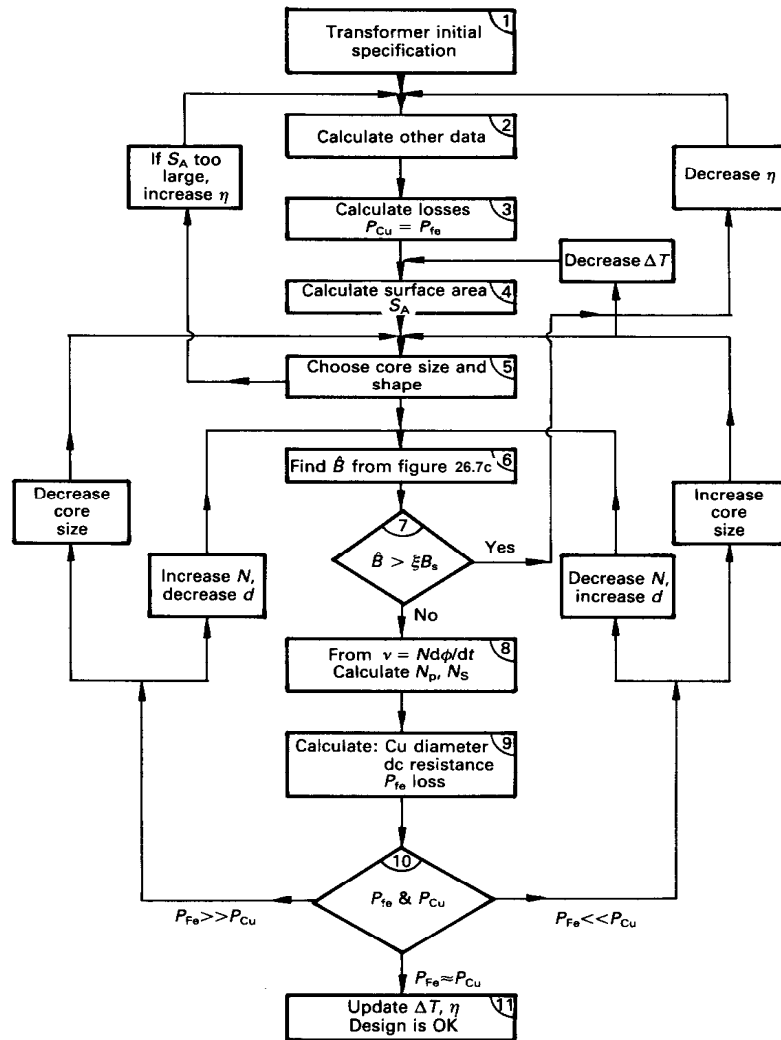 1
Transformer initial
specification
2
Calculate other data
If S_A too
large,
increase η
Decrease η
3
Calculate losses
P_Cu = P_fe
Decrease ΔT
4
Calculate surface area
S_A
5
Choose core size and
shape
6
Find B̂ from figure 26.7c
Decrease
core
size
Increase
core
size
7
B̂ > ξB_s
Yes
Increase N,
decrease d
Decrease N,
increase d
No
8
From v = Ndϕ/dt
Calculate N_p, N_S
9
Calculate: Cu diameter
dc resistance
P_fe loss
10
P_fe & P_Cu
P_Fe>>P_Cu
P_Fe<<P_Cu
P_Fe≈P_Cu
11
Update ΔT, η
Design is OK